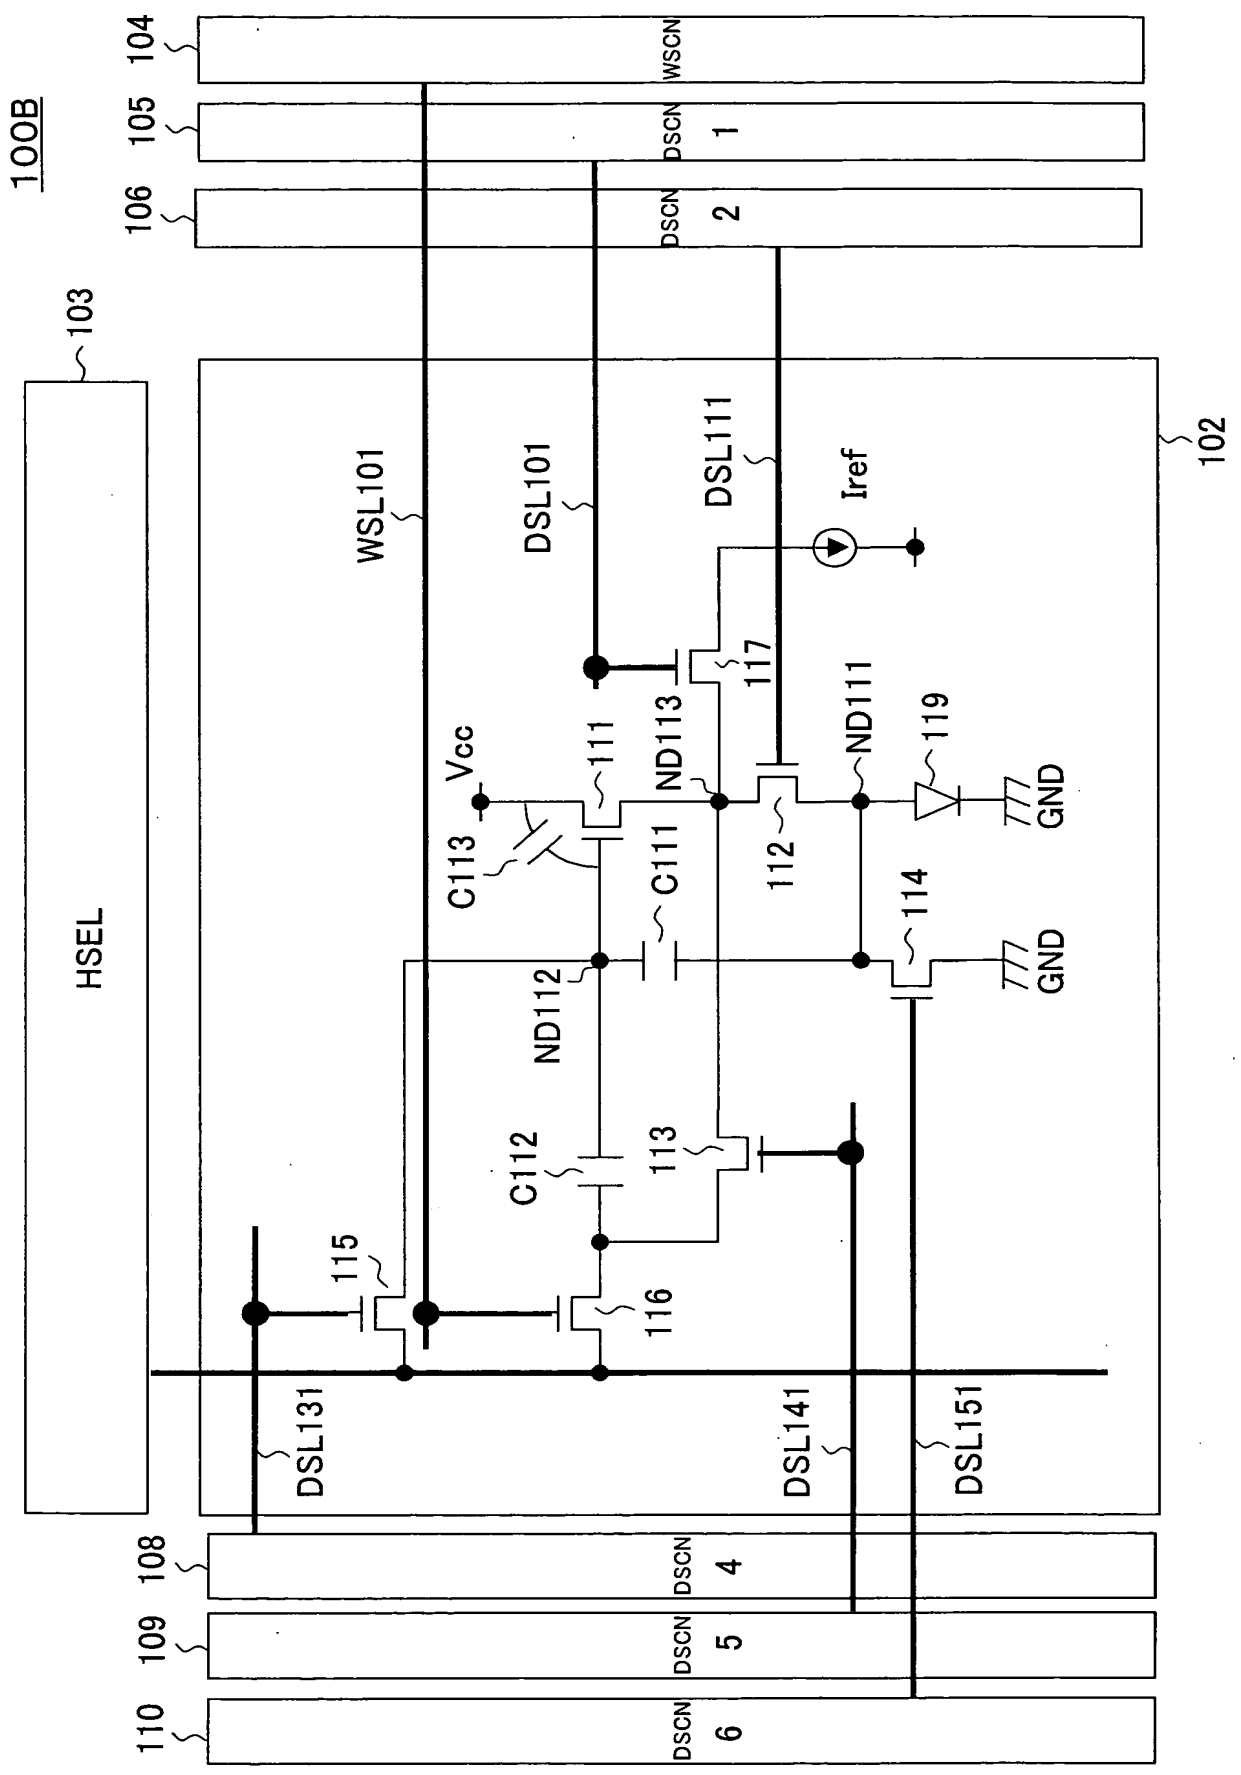 100B
104
WSCN
105
DSCN
1
106
DSCN
2
103
HSEL
102
WSL101
DSL101
DSL111
Iref
Vcc
C113
111
ND113
117
ND111
119
GND
112
C111
ND112
114
GND
C112
113
115
116
DSL131
DSL141
DSL151
108
DSCN
4
109
DSCN
5
110
DSCN
6